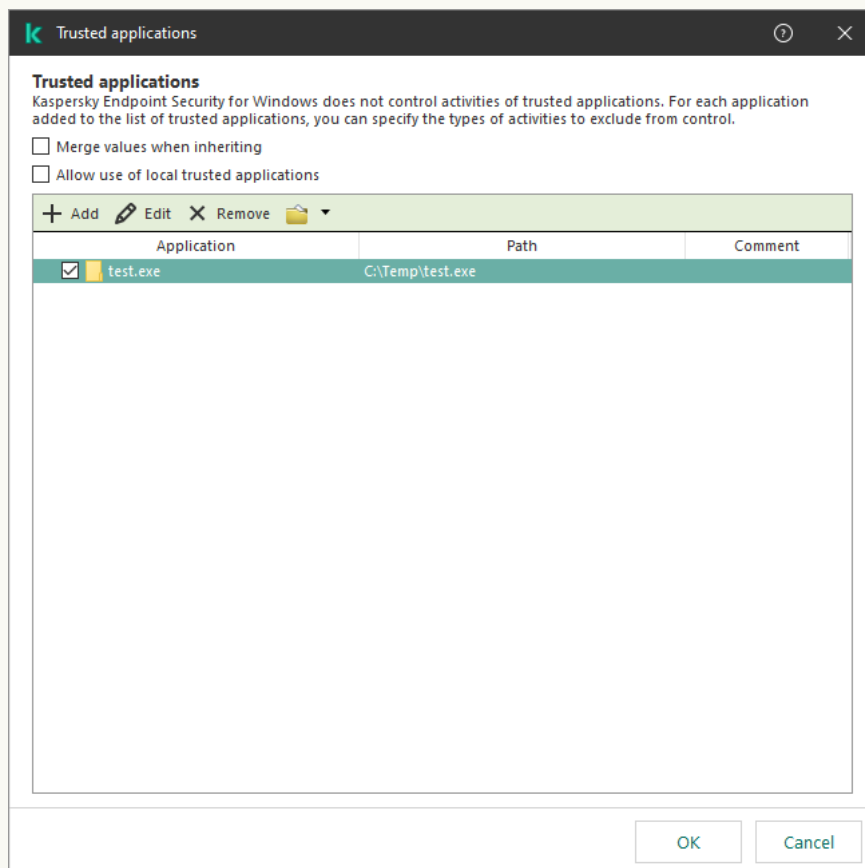 Trusted applications
Trusted applications
Kaspersky Endpoint Security for Windows does not control activities of trusted applications. For each application
added to the list of trusted applications, you can specify the types of activities to exclude from control.
Merge values when inheriting
Allow use of local trusted applications
Add Edit Remove
Application Path Comment
test.exe C:\Temp\test.exe
OK Cancel